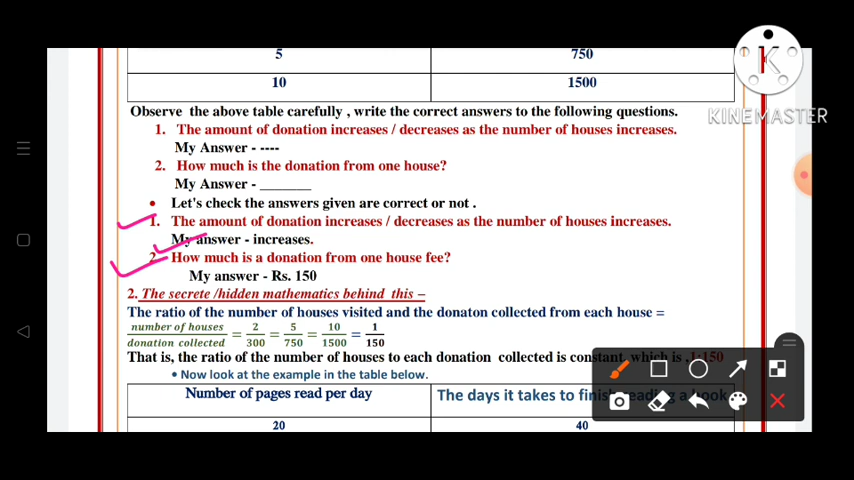 5 750
10 1500
KINEMASTER
Observe the above table carefully , write the correct answers to the following questions.
1. The amount of donation increases / decreases as the number of houses increases.
My Answer - ----
2. How much is the donation from one house?
My Answer - _______
• Let's check the answers given are correct or not .
1. The amount of donation increases / decreases as the number of houses increases.
My answer - increases.
2. How much is a donation from one house fee?
My answer - Rs. 150
2. The secrete /hidden mathematics behind this –
The ratio of the number of houses visited and the donaton collected from each house =
number of houses / donation collected = 2/300 = 5/750 = 10/1500 = 1/150
That is, the ratio of the number of houses to each donation collected is constant, which is .1:150
• Now look at the example in the table below.
Number of pages read per day The days it takes to finish reading a book
20 40